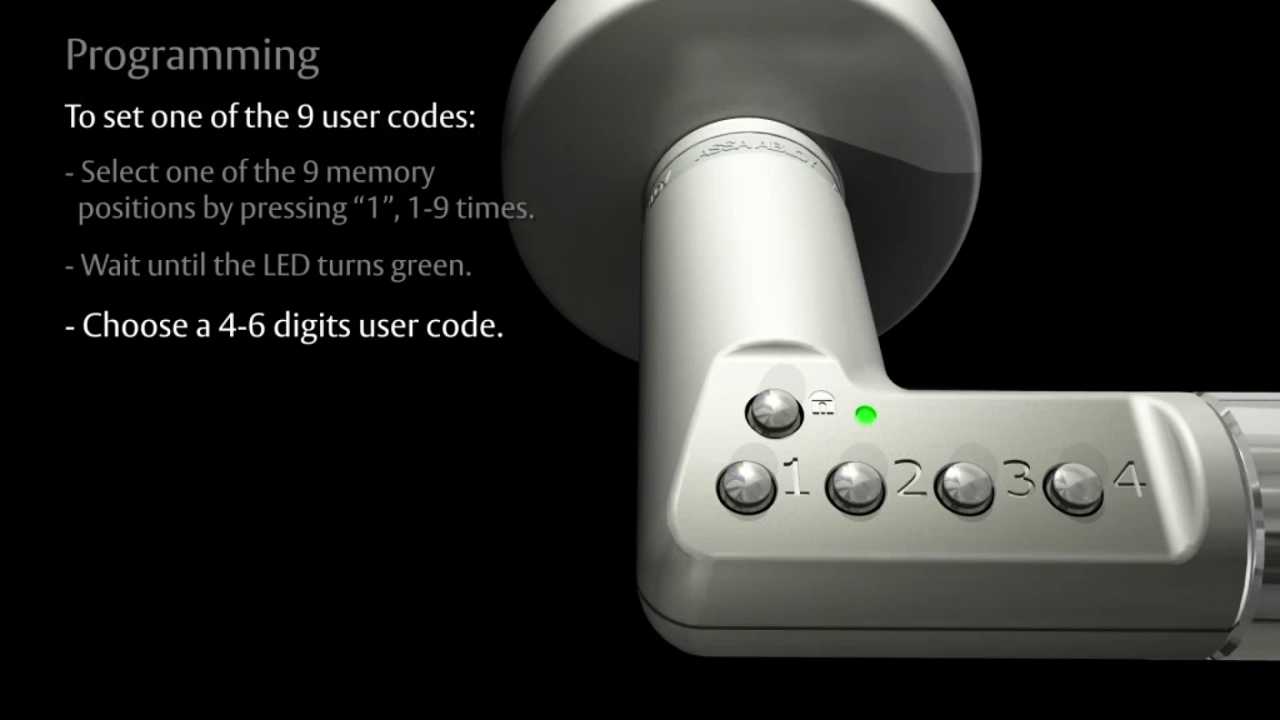 Programming
To set one of the 9 user codes:
- Select one of the 9 memory
positions by pressing “1”, 1-9 times.
- Wait until the LED turns green.
- Choose a 4-6 digits user code.
ASSA ABLOY
1 2 3 4